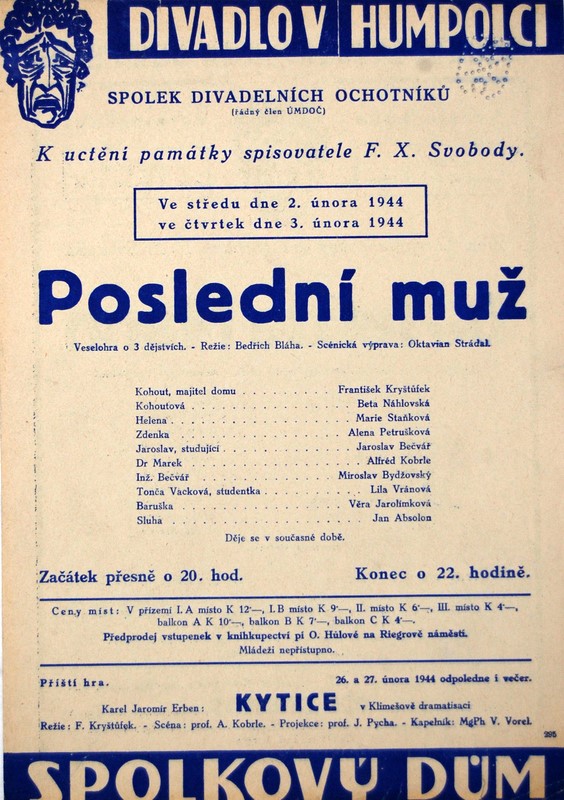 DIVADLO V HUMPOLCI
SPOLEK DIVADELNÍCH OCHOTNÍKŮ
(řádný člen ÚMDOČ)
K uctění památky spisovatele F. X. Svobody.
Ve středu dne 2. února 1944
ve čtvrtek dne 3. února 1944
Poslední muž
Veselohra o 3 dějstvích. - Režie: Bedřich Bláha. - Scénická výprava: Oktavian Strádal.
Kohout, majitel domu . . . . . . . . . František Kryštůfek
Kohoutová . . . . . . . . . . . . . . . Beta Náhlovská
Helena . . . . . . . . . . . . . . . . . Marie Staňková
Zdenka . . . . . . . . . . . . . . . . Alena Petrušková
Jaroslav, studující . . . . . . . . . . . Jaroslav Bečvář
Dr Marek . . . . . . . . . . . . . . . . Alfréd Kobrle
Inž. Bečvář . . . . . . . . . . . . . Miroslav Bydžovský
Tonča Vacková, studentka . . . . . . . . Lila Vránová
Baruška . . . . . . . . . . . . . . . Věra Jarolímková
Sluha . . . . . . . . . . . . . . . . . . Jan Absolon
Děje se v současné době.
Začátek přesně o 20. hod. Konec o 22. hodině.
Ceny míst: V přízemí I. A místo K 12·—, I. B místo K 9·—, II. místo K 6·—, III. místo K 4·—,
balkon A K 10·—, balkon B K 7·—, balkon C K 4·—.
Předprodej vstupenek v knihkupectví pí O. Hůlové na Riegrově náměstí.
Mládeži nepřístupno.
Příští hra. 26. a 27. února 1944 odpoledne i večer.
Karel Jaromír Erben: KYTICE v Klimešově dramatisaci
Režie: F. Kryštůfek. - Scéna: prof. A. Kobrle. - Projekce: prof. J. Pycha. - Kapelník: MgPh V. Vorel.
395
SPOLKOVÝ DŮM